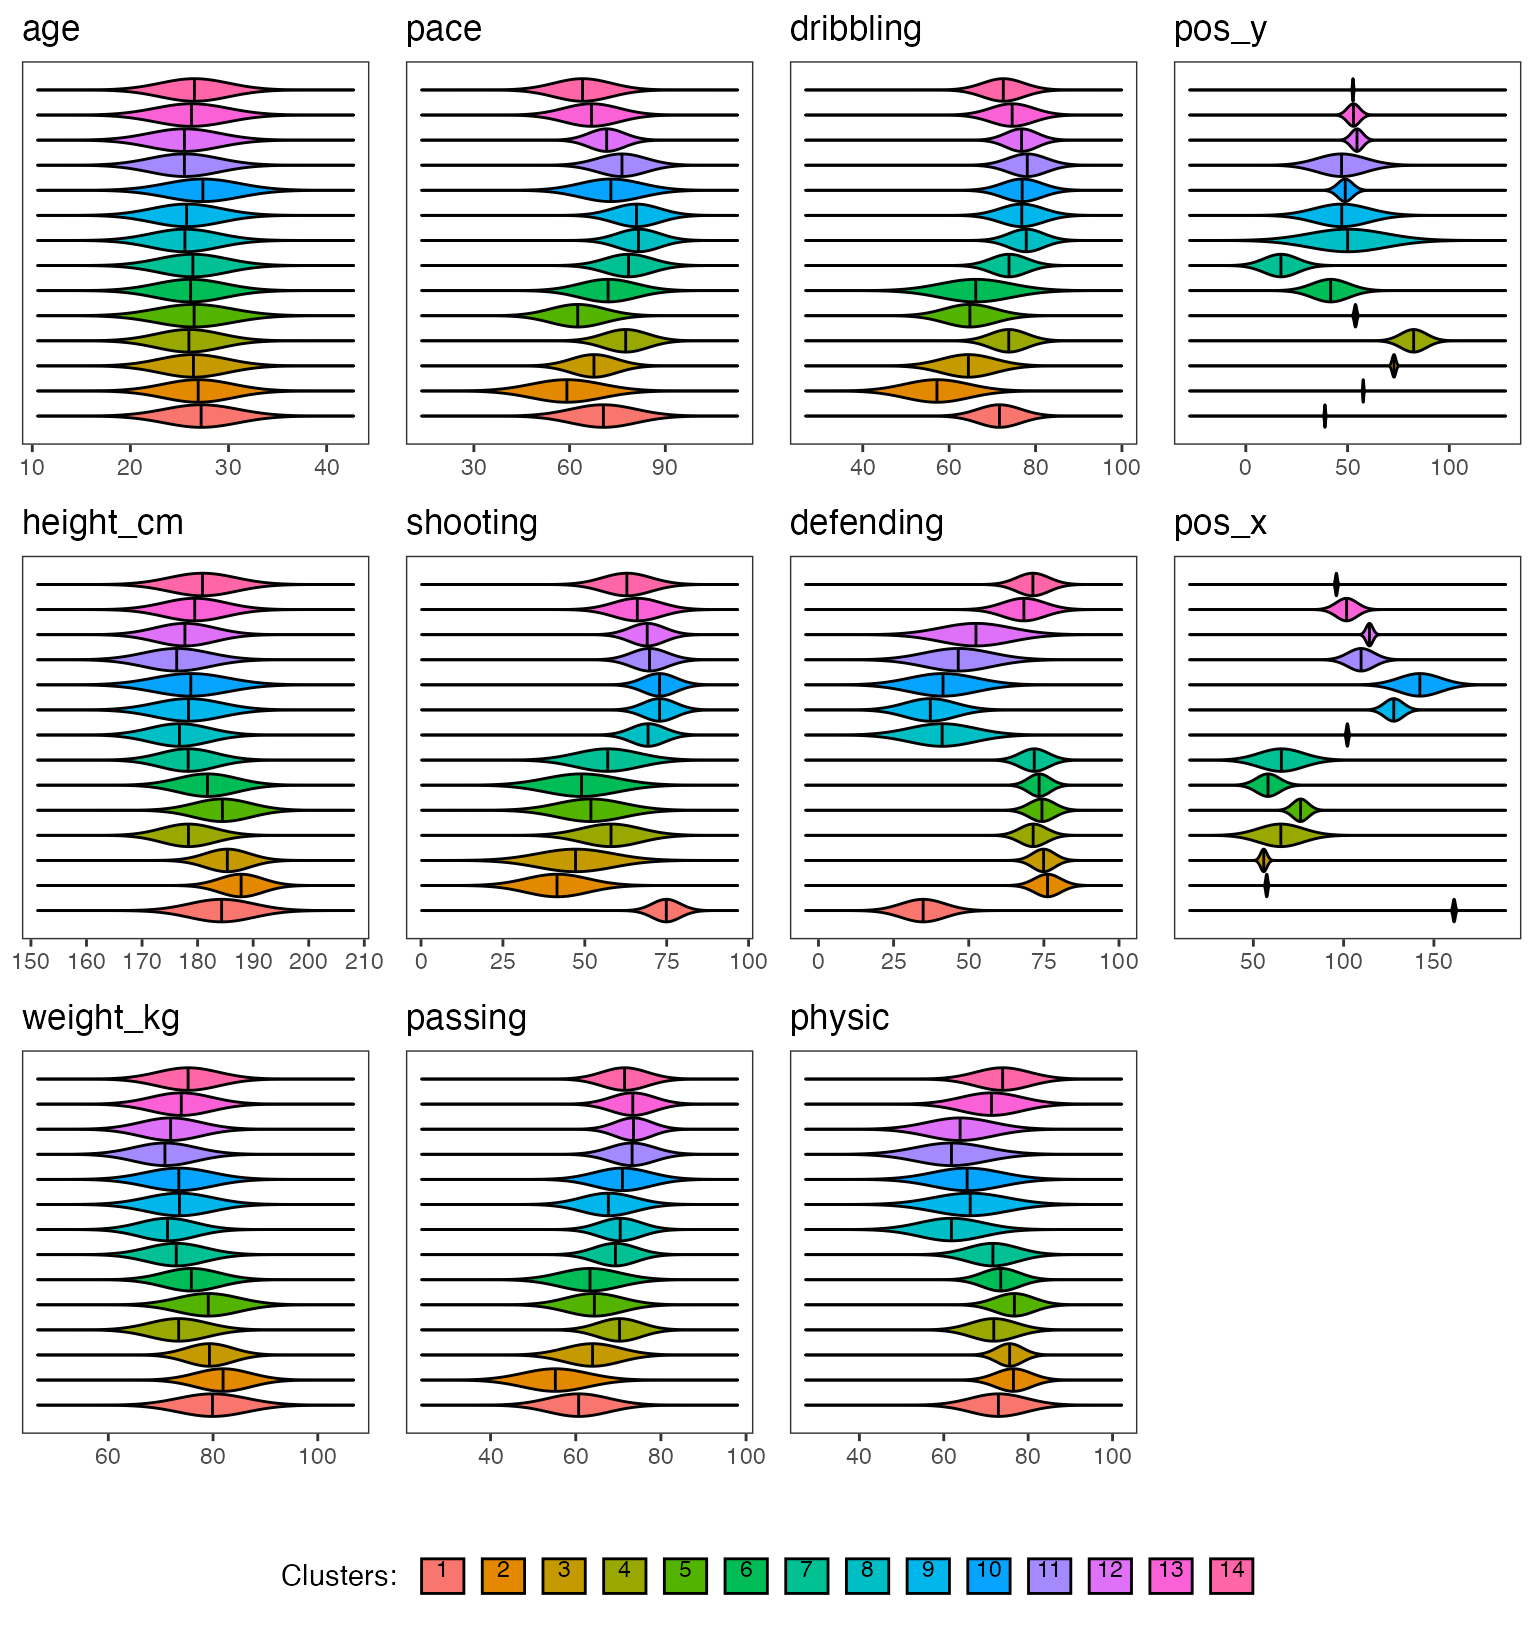 age pace dribbling pos_y
10 20 30 40 30 60 90 40 60 80 100 0 50 100
height_cm shooting defending pos_x
150 160 170 180 190 200 210 0 25 50 75 100 0 25 50 75 100 50 100 150
weight_kg passing physic
60 80 100 40 60 80 100 40 60 80 100
Clusters: 1 2 3 4 5 6 7 8 9 10 11 12 13 14